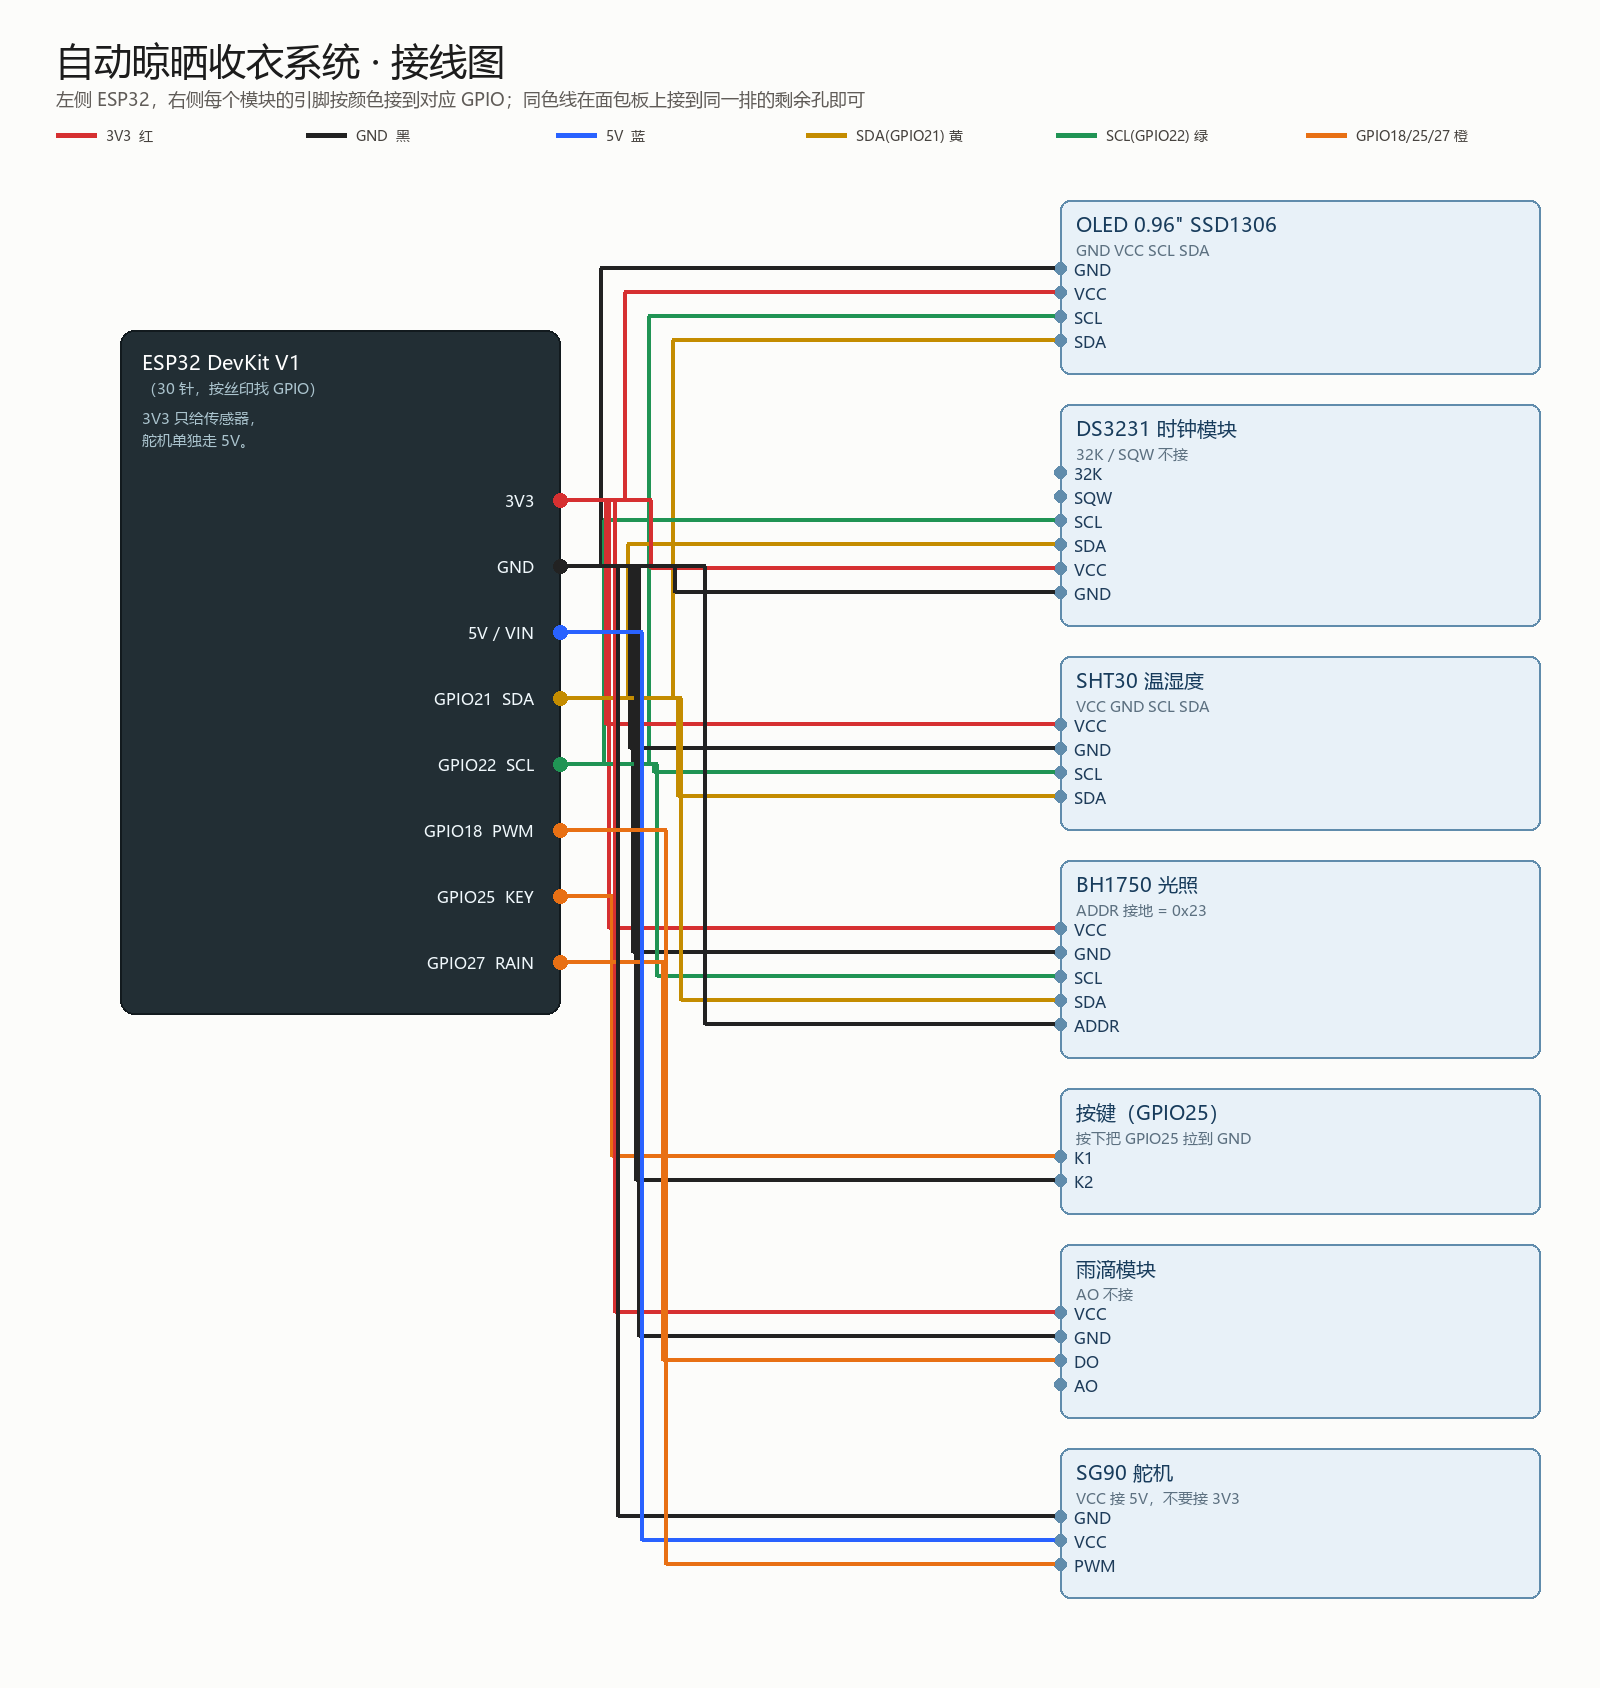 自动晾晒收衣系统 · 接线图
左侧 ESP32，右侧每个模块的引脚按颜色接到对应 GPIO；同色线在面包板上接到同一排的剩余孔即可
3V3 红
GND 黑
5V 蓝
SDA(GPIO21) 黄
SCL(GPIO22) 绿
GPIO18/25/27 橙
ESP32 DevKit V1
（30 针，按丝印找 GPIO）
3V3 只给传感器，
舵机单独走 5V。
3V3
GND
5V / VIN
GPIO21 SDA
GPIO22 SCL
GPIO18 PWM
GPIO25 KEY
GPIO27 RAIN
OLED 0.96" SSD1306
GND VCC SCL SDA
GND
VCC
SCL
SDA
DS3231 时钟模块
32K / SQW 不接
32K
SQW
SCL
SDA
VCC
GND
SHT30 温湿度
VCC GND SCL SDA
VCC
GND
SCL
SDA
BH1750 光照
ADDR 接地 = 0x23
VCC
GND
SCL
SDA
ADDR
按键（GPIO25）
按下把 GPIO25 拉到 GND
K1
K2
雨滴模块
AO 不接
VCC
GND
DO
AO
SG90 舵机
VCC 接 5V，不要接 3V3
GND
VCC
PWM